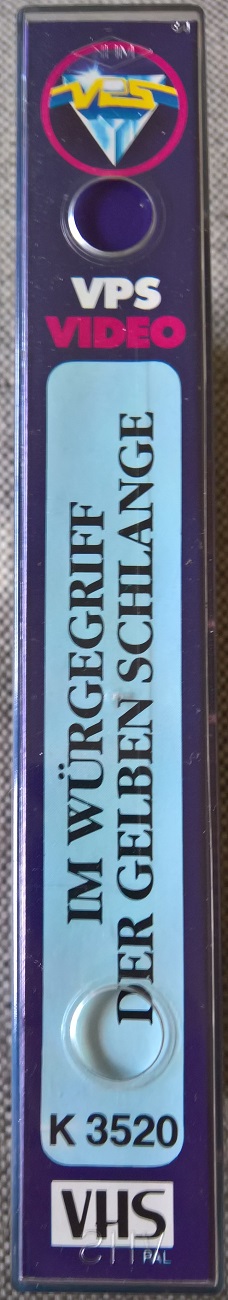 VPS
VPS
VIDEO
IM WÜRGEGRIFF
DER GELBEN SCHLANGE
K 3520
VHS
PAL